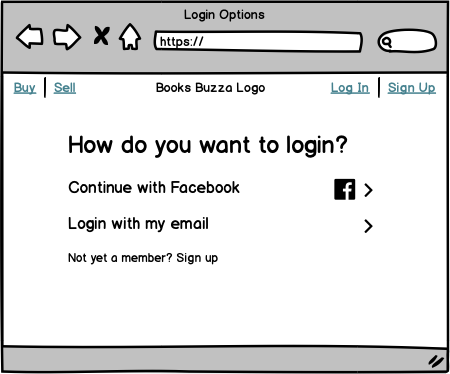 Login Options
https://
Buy Sell Books Buzza Logo Log In Sign Up
How do you want to login?
Continue with Facebook
Login with my email
Not yet a member? Sign up